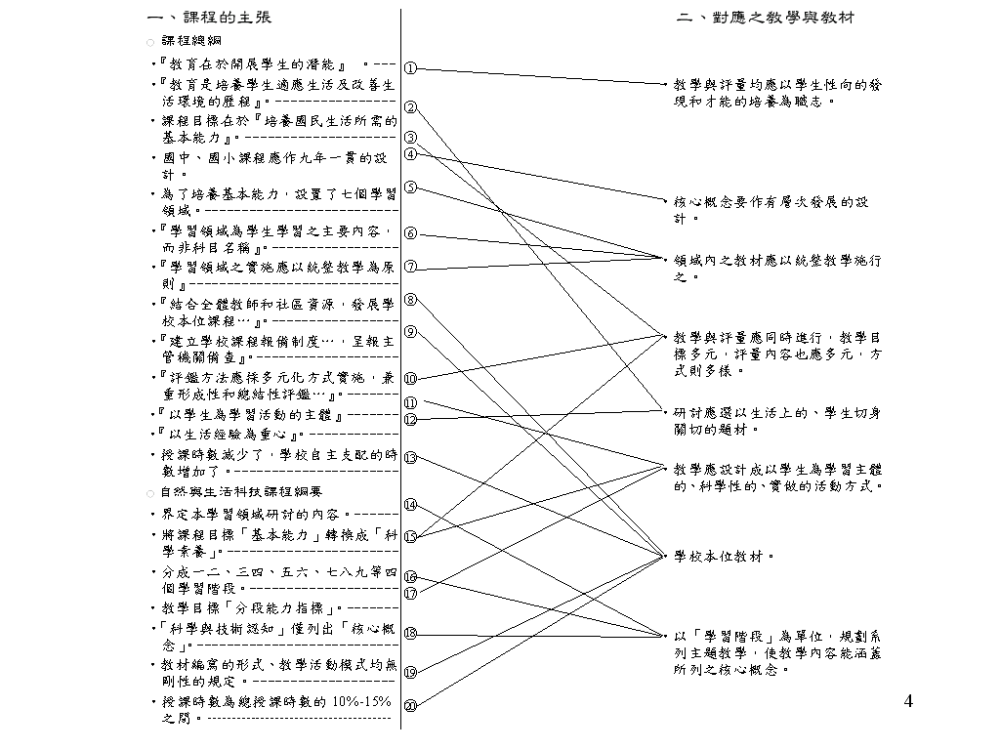 一、課程的主張
○ 課程總綱
・『教育在於開展學生的潛能』 。---
・『教育是培養學生適應生活及改善生
活環境的歷程』。----------------
・課程目標在於『培養國民生活所需的
基本能力』。--------------------
・國中、國小課程應作九年一貫的設
計。
・為了培養基本能力，設置了七個學習
領域。-------------------------
・『學習領域為學生學習之主要內容，
而非科目名稱』。----------------
・『學習領域之實施應以統整教學為原
則』---------------------------
・『結合全體教師和社區資源，發展學
校本位課程…』。----------------
・『建立學校課程報備制度…，呈報主
管機關備查』。------------------
・『評鑑方法應採多元化方式實施，兼
重形成性和總結性評鑑…』。-------
・『以學生為學習活動的主體』-------
・『以生活經驗為重心』。-----------
・授課時數減少了，學校自主支配的時
數增加了。---------------------
○ 自然與生活科技課程綱要
・界定本學習領域研討的內容。------
・將課程目標「基本能力」轉換成「科
學素養」。----------------------
・分成一二、三四、五六、七八九等四
個學習階段。-------------------
・教學目標「分段能力指標」。-------
・「科學與技術認知」僅列出「核心概
念」。--------------------------
・教材編寫的形式、教學活動模式均無
剛性的規定。-------------------
・授課時數為總授課時數的 10%-15%
之間。------------------------
①
②
③
④
⑤
⑥
⑦
⑧
⑨
⑩
⑪
⑫
⑬
⑭
⑮
⑯
⑰
⑱
⑲
⑳
二、對應之教學與教材
・教學與評量均應以學生性向的發
現和才能的培養為職志。
・核心概念要作有層次發展的設
計。
・領域內之教材應以統整教學施行
之。
・教學與評量應同時進行，教學目
標多元，評量內容也應多元，方
式則多樣。
・研討應選以生活上的、學生切身
關切的題材。
・教學應設計成以學生為學習主體
的、科學性的、實做的活動方式。
・學校本位教材。
・以「學習階段」為單位，規劃系
列主題教學，使教學內容能涵蓋
所列之核心概念。
4